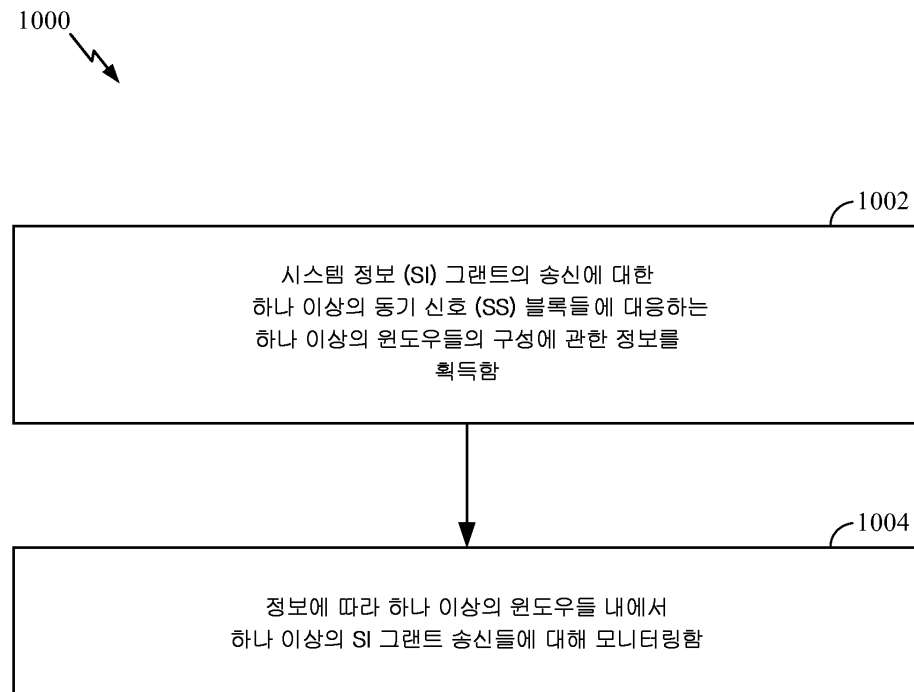 1000
1002
시스템 정보 (SI) 그랜트의 송신에 대한
하나 이상의 동기 신호 (SS) 블록들에 대응하는
하나 이상의 윈도우들의 구성에 관한 정보를
획득함
1004
정보에 따라 하나 이상의 윈도우들 내에서
하나 이상의 SI 그랜트 송신들에 대해 모니터링함